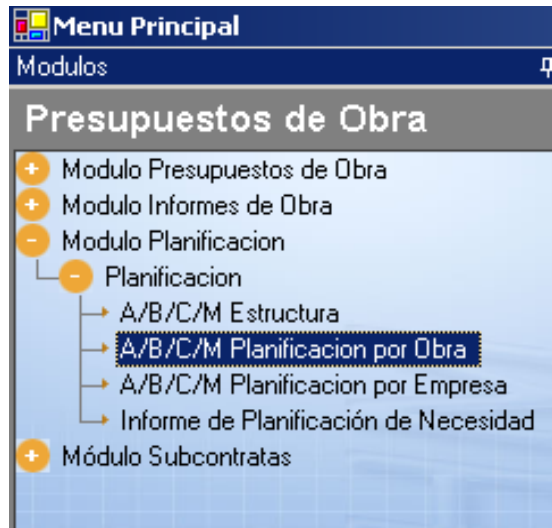 Menu Principal
Modulos
Presupuestos de Obra
Modulo Presupuestos de Obra
Modulo Informes de Obra
Modulo Planificacion
Planificacion
A/B/C/M Estructura
A/B/C/M Planificacion por Obra
A/B/C/M Planificacion por Empresa
Informe de Planificación de Necesidad
Módulo Subcontratas